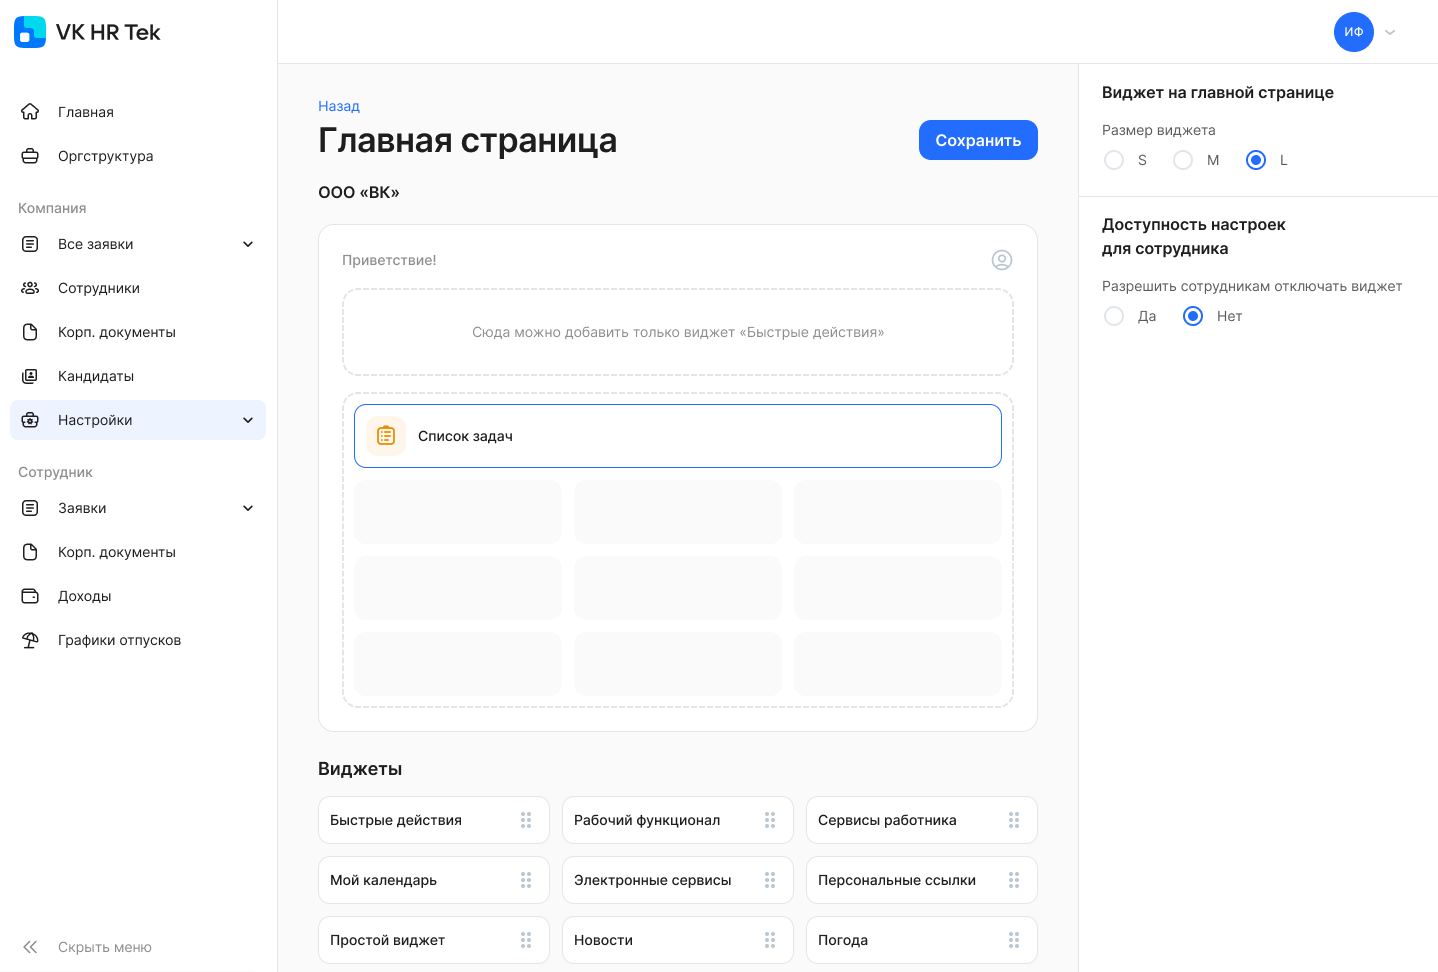 VK HR Tek
ИФ
Главная
Оргструктура
Компания
Все заявки
Сотрудники
Корп. документы
Кандидаты
Настройки
Сотрудник
Заявки
Корп. документы
Доходы
Графики отпусков
Скрыть меню
Назад
Главная страница
Сохранить
ООО «ВК»
Приветствие!
Сюда можно добавить только виджет «Быстрые действия»
Список задач
Виджеты
Быстрые действия
Рабочий функционал
Сервисы работника
Мой календарь
Электронные сервисы
Персональные ссылки
Простой виджет
Новости
Погода
Виджет на главной странице
Размер виджета
S M L
Доступность настроек
для сотрудника
Разрешить сотрудникам отключать виджет
Да Нет